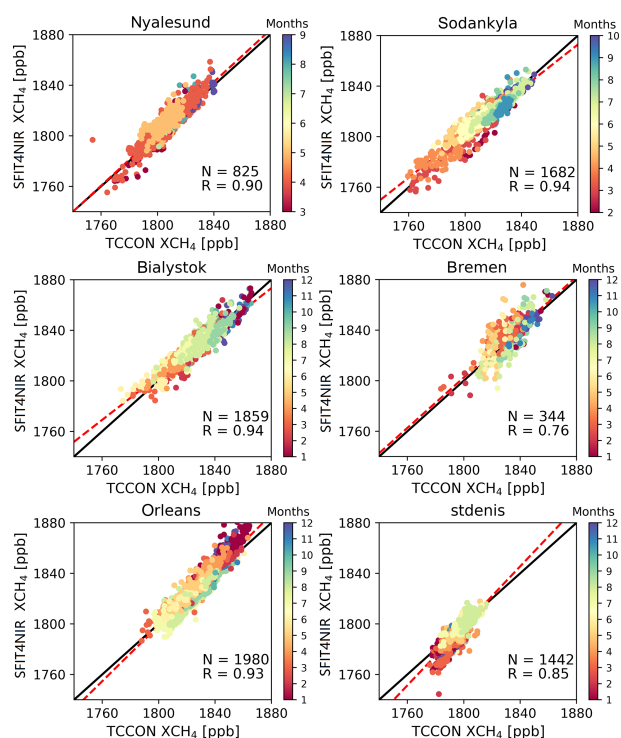 Nyalesund
Months
SFIT4NIR XCH4 [ppb]
1880
1840
1800
1760
N = 825
R = 0.90
1760 1800 1840 1880
TCCON XCH4 [ppb]
9
8
7
6
5
4
3
Sodankyla
Months
SFIT4NIR XCH4 [ppb]
1880
1840
1800
1760
N = 1682
R = 0.94
1760 1800 1840 1880
TCCON XCH4 [ppb]
10
9
8
7
6
5
4
3
2
Bialystok
Months
SFIT4NIR XCH4 [ppb]
1880
1840
1800
1760
N = 1859
R = 0.94
1760 1800 1840 1880
TCCON XCH4 [ppb]
12
11
10
9
8
7
6
5
4
3
2
1
Bremen
Months
SFIT4NIR XCH4 [ppb]
1880
1840
1800
1760
N = 344
R = 0.76
1760 1800 1840 1880
TCCON XCH4 [ppb]
12
11
10
9
8
7
6
5
4
3
2
1
Orleans
Months
SFIT4NIR XCH4 [ppb]
1880
1840
1800
1760
N = 1980
R = 0.93
1760 1800 1840 1880
TCCON XCH4 [ppb]
12
11
10
9
8
7
6
5
4
3
2
1
stdenis
Months
SFIT4NIR XCH4 [ppb]
1880
1840
1800
1760
N = 1442
R = 0.85
1760 1800 1840 1880
TCCON XCH4 [ppb]
12
11
10
9
8
7
6
5
4
3
2
1